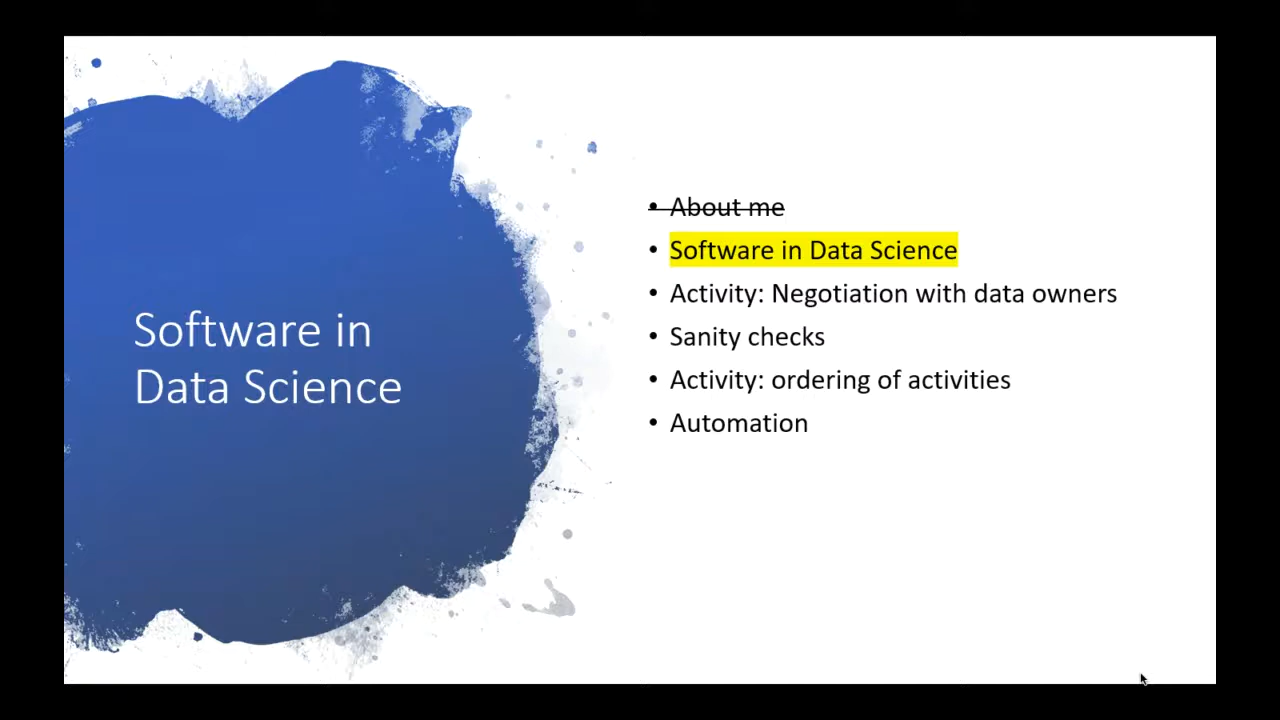 Software in
Data Science
• About me
• Software in Data Science
• Activity: Negotiation with data owners
• Sanity checks
• Activity: ordering of activities
• Automation